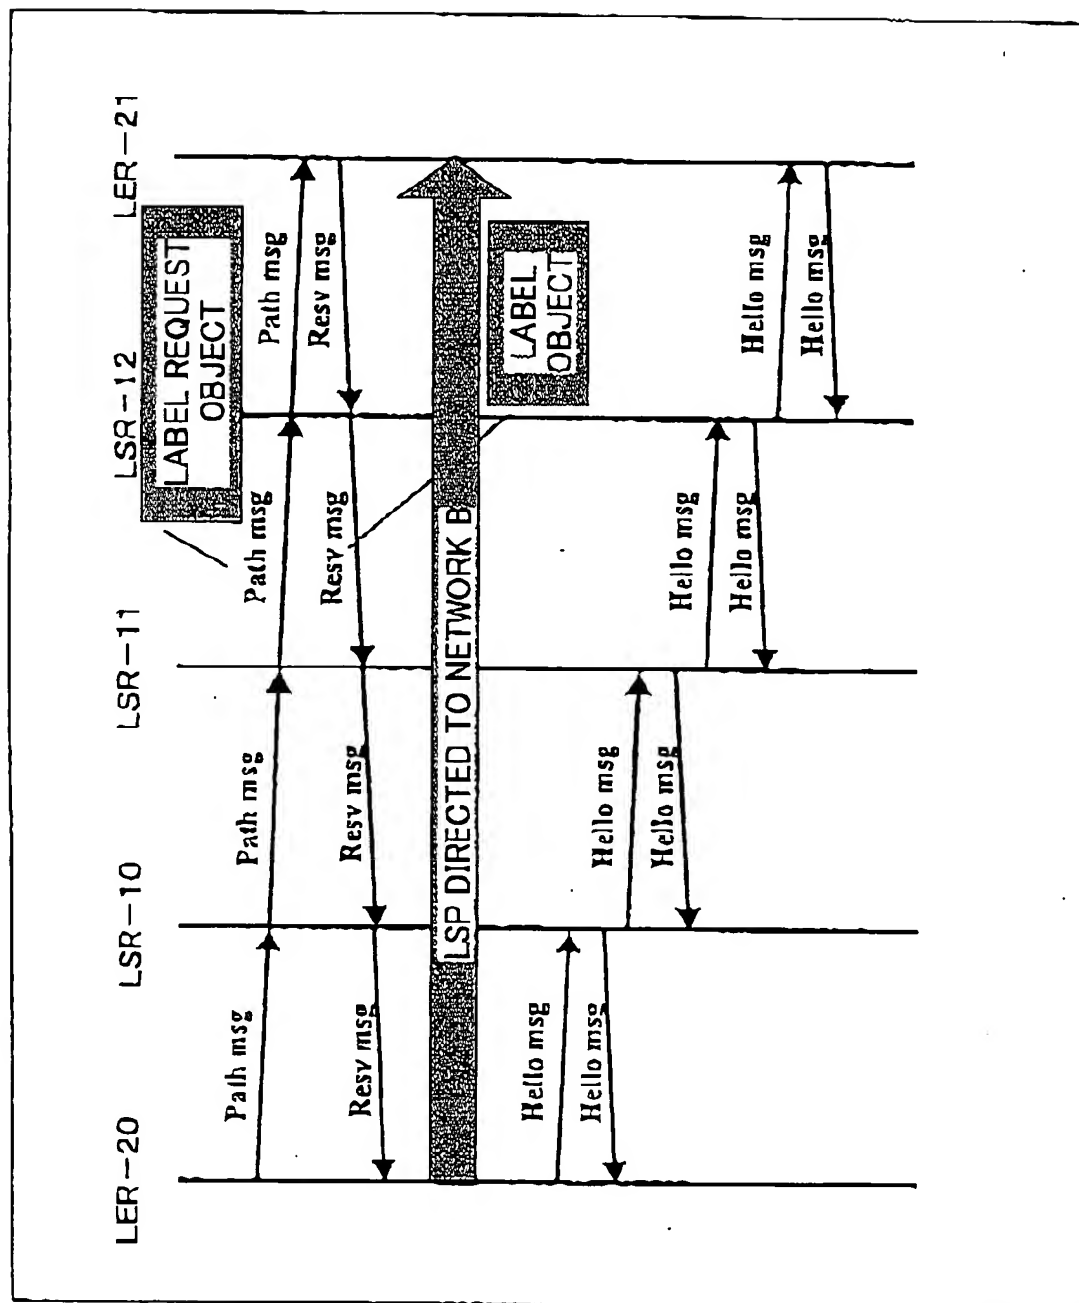 LER-20
LSR-10
LSR-11
LSR-12
LER-21
LABEL REQUEST
OBJECT
Path msg
Path msg
Path msg
Path msg
Resv msg
Resv msg
Resv msg
Resv msg
LSP DIRECTED TO NETWORK B
LABEL
OBJECT
Hello msg
Hello msg
Hello msg
Hello msg
Hello msg
Hello msg
Hello msg
Hello msg